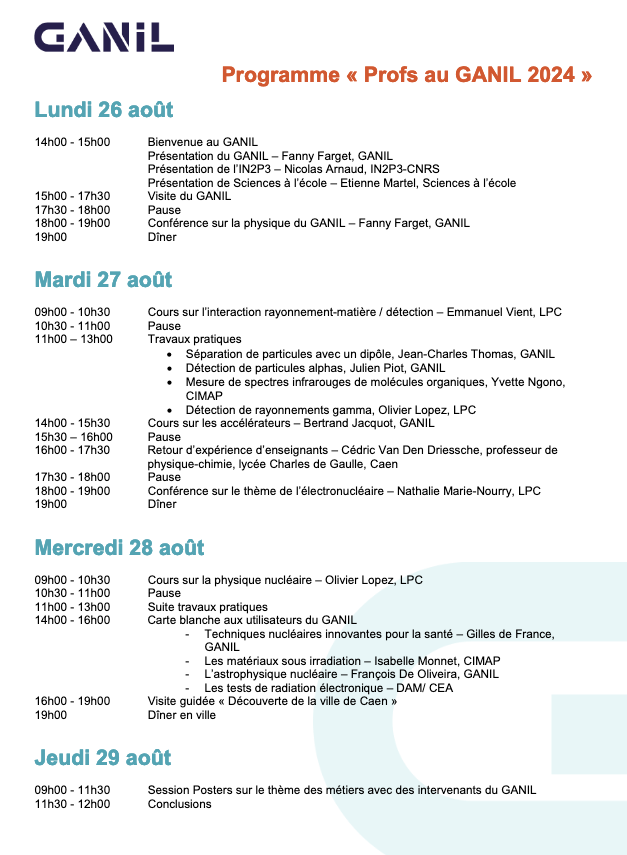 GANIL
Programme « Profs au GANIL 2024 »
Lundi 26 août
14h00 - 15h00 Bienvenue au GANIL
Présentation du GANIL – Fanny Farget, GANIL
Présentation de l'IN2P3 – Nicolas Arnaud, IN2P3-CNRS
Présentation de Sciences à l'école – Etienne Martel, Sciences à l'école
15h00 - 17h30 Visite du GANIL
17h30 - 18h00 Pause
18h00 - 19h00 Conférence sur la physique du GANIL – Fanny Farget, GANIL
19h00 Dîner
Mardi 27 août
09h00 - 10h30 Cours sur l'interaction rayonnement-matière / détection – Emmanuel Vient, LPC
10h30 - 11h00 Pause
11h00 – 13h00 Travaux pratiques
• Séparation de particules avec un dipôle, Jean-Charles Thomas, GANIL
• Détection de particules alphas, Julien Piot, GANIL
• Mesure de spectres infrarouges de molécules organiques, Yvette Ngono,
CIMAP
• Détection de rayonnements gamma, Olivier Lopez, LPC
14h00 - 15h30 Cours sur les accélérateurs – Bertrand Jacquot, GANIL
15h30 – 16h00 Pause
16h00 - 17h30 Retour d'expérience d'enseignants – Cédric Van Den Driessche, professeur de
physique-chimie, lycée Charles de Gaulle, Caen
17h30 - 18h00 Pause
18h00 - 19h00 Conférence sur le thème de l'électronucléaire – Nathalie Marie-Nourry, LPC
19h00 Dîner
Mercredi 28 août
09h00 - 10h30 Cours sur la physique nucléaire – Olivier Lopez, LPC
10h30 - 11h00 Pause
11h00 - 13h00 Suite travaux pratiques
14h00 - 16h00 Carte blanche aux utilisateurs du GANIL
- Techniques nucléaires innovantes pour la santé – Gilles de France,
GANIL
- Les matériaux sous irradiation – Isabelle Monnet, CIMAP
- L'astrophysique nucléaire – François De Oliveira, GANIL
- Les tests de radiation électronique – DAM/ CEA
16h00 - 19h00 Visite guidée « Découverte de la ville de Caen »
19h00 Dîner en ville
Jeudi 29 août
09h00 - 11h30 Session Posters sur le thème des métiers avec des intervenants du GANIL
11h30 - 12h00 Conclusions